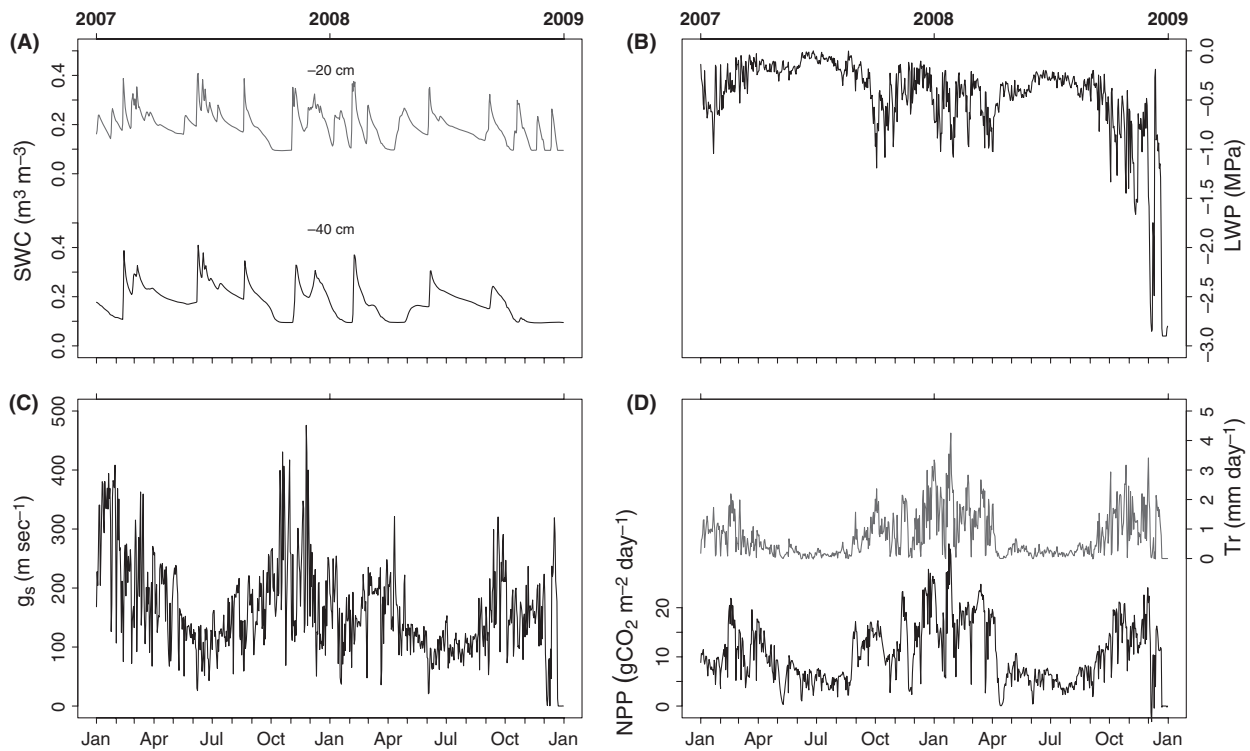 2007 2008 2009
2007 2008 2009
(A)
SWC (m³ m⁻³)
0.4
0.2
0.0
–20 cm
0.4
0.2
0.0
–40 cm
(B)
0.0
−0.5
−1.0
−1.5
−2.0
−2.5
−3.0
LWP (MPa)
(C)
gₛ (m sec⁻¹)
500
400
300
200
100
0
Jan Apr Jul Oct Jan Apr Jul Oct Jan
(D)
5
4
3
2
1
0
Tr (mm day⁻¹)
NPP (gCO₂ m⁻² day⁻¹)
20
10
0
Jan Apr Jul Oct Jan Apr Jul Oct Jan